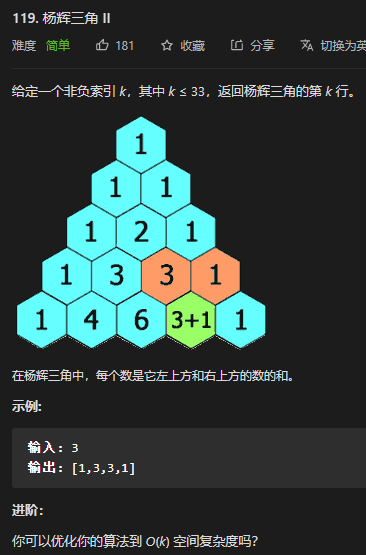 119. 杨辉三角 II
难度 简单 181 收藏 分享 切换为英
给定一个非负索引 k，其中 k ≤ 33，返回杨辉三角的第 k 行。
1
1 1
1 2 1
1 3 3 1
1 4 6 3+1 1
在杨辉三角中，每个数是它左上方和右上方的数的和。
示例:
输入: 3
输出: [1,3,3,1]
进阶：
你可以优化你的算法到 O(k) 空间复杂度吗？